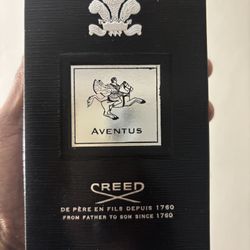 AVENTUS
CREED
DE PÈRE EN FILS DEPUIS 1760
FROM FATHER TO SON SINCE 1760